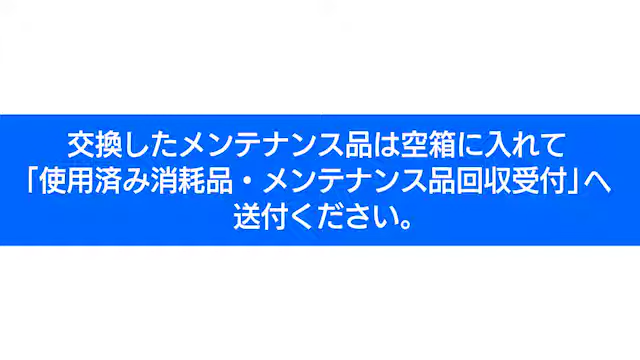 交換したメンテナンス品は空箱に入れて
「使用済み消耗品・メンテナンス品回収受付」へ
送付ください。